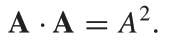 A · A = A².